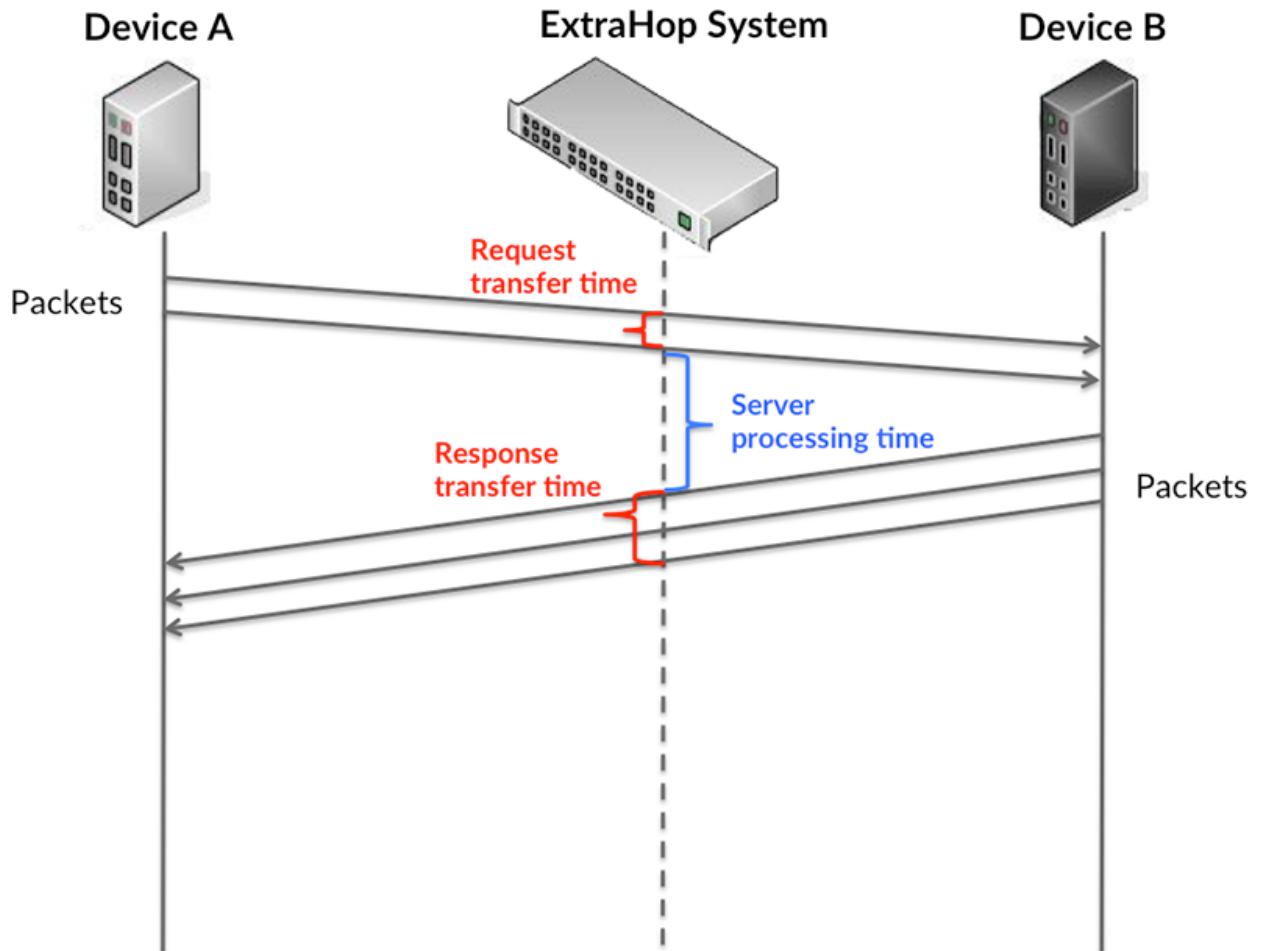 Device A
ExtraHop System
Device B
Request
transfer time
Packets
Server
processing time
Response
transfer time
Packets